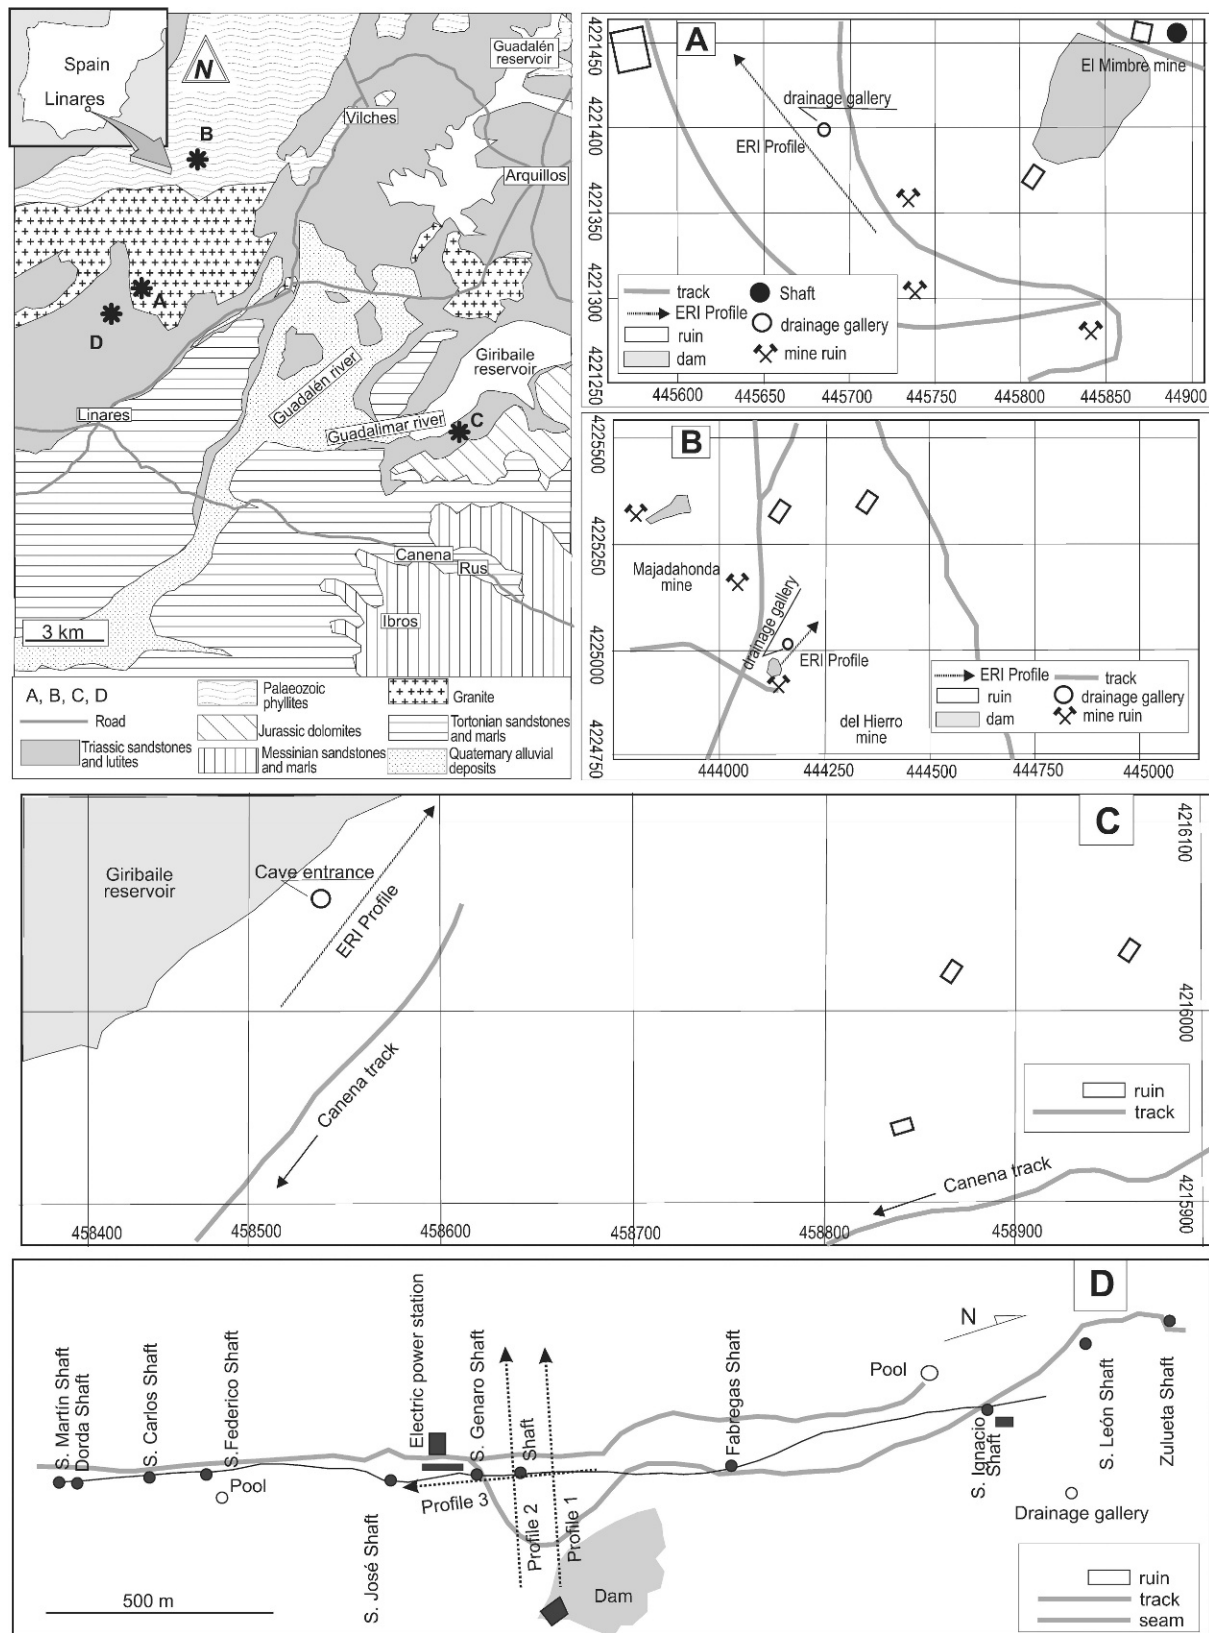 Spain
Linares
N
Guadalén
reservoir
Vilches
B
Arquillos
A
D
Giribaile
reservoir
Guadalén river
Linares
C
Guadalimar river
Canena
Rus
Ibros
3 km
A, B, C, D
Road
Triassic sandstones
and lutites
Palaeozoic
phyllites
Jurassic dolomites
Messinian sandstones
and marls
Granite
Tortonian sandstones
and marls
Quaternary alluvial
deposits
A
El Mimbre mine
drainage gallery
ERI Profile
track
ERI Profile
ruin
dam
Shaft
drainage gallery
mine ruin
4221450
4221400
4221350
4221300
4221250
445600
445650
445700
445750
445800
445850
44900
B
Majadahonda
mine
drainage gallery
ERI Profile
del Hierro
mine
ERI Profile
ruin
dam
track
drainage gallery
mine ruin
4225500
4225250
4225000
4224750
444000
444250
444500
444750
445000
C
Giribaile
reservoir
Cave entrance
ERI Profile
Canena track
Canena track
ruin
track
4216100
4216000
4215900
458400
458500
458600
458700
458800
458900
D
N
S. Martín Shaft
Dorda Shaft
S. Carlos Shaft
S.Federico Shaft
Pool
Electric power station
S. José Shaft
S. Genaro Shaft
Shaft
Profile 3
Profile 2
Profile 1
Dam
Fabregas Shaft
Pool
S. Ignacio
Shaft
S. León Shaft
Zulueta Shaft
Drainage gallery
500 m
ruin
track
seam